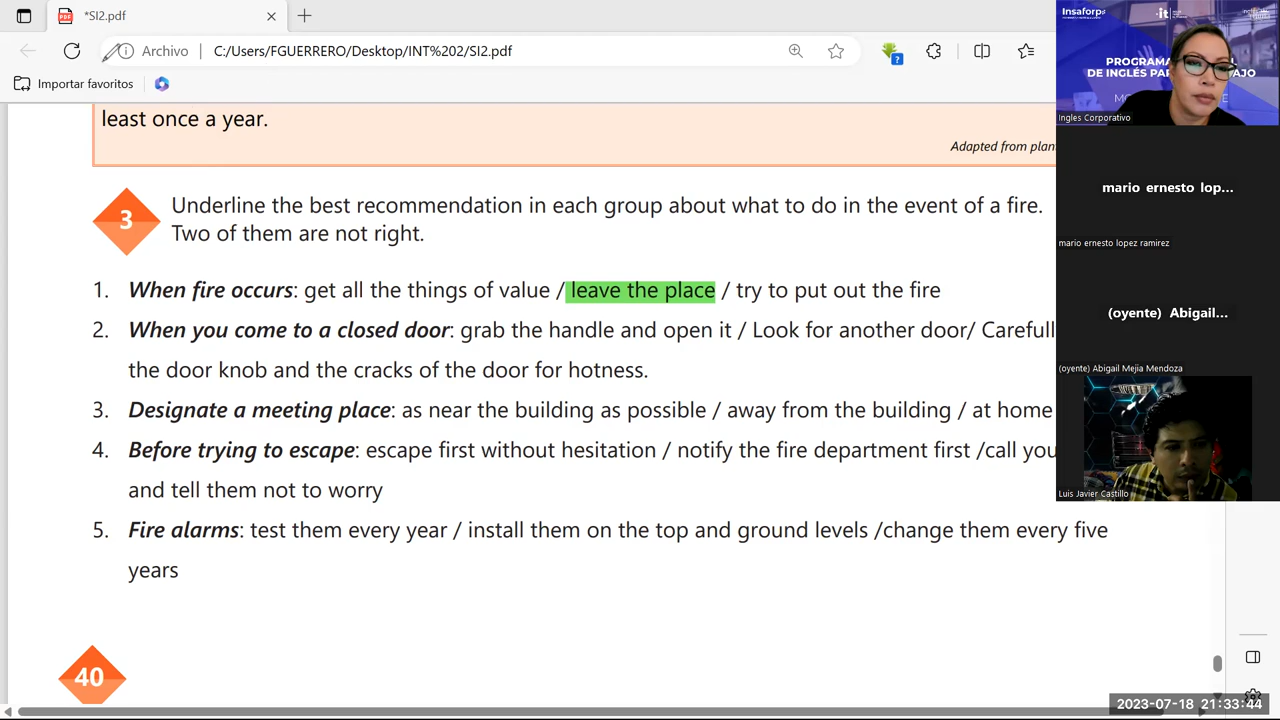 *SI2.pdf
Archivo
C:/Users/FGUERRERO/Desktop/INT%202/SI2.pdf
Importar favoritos
least once a year.
Adapted from plan
3
Underline the best recommendation in each group about what to do in the event of a fire.
Two of them are not right.
1. When fire occurs: get all the things of value / leave the place / try to put out the fire
2. When you come to a closed door: grab the handle and open it / Look for another door/ Carefull
the door knob and the cracks of the door for hotness.
3. Designate a meeting place: as near the building as possible / away from the building / at home
4. Before trying to escape: escape first without hesitation / notify the fire department first /call you
and tell them not to worry
5. Fire alarms: test them every year / install them on the top and ground levels /change them every five
years
40
Insaforp
PROGRAMA
DE INGLÉS PAR
AJO
Ingles Corporativo
mario ernesto lop...
mario ernesto lopez ramirez
(oyente) Abigail...
(oyente) Abigail Mejia Mendoza
Luis Javier Castillo
2023-07-18 21:33:44